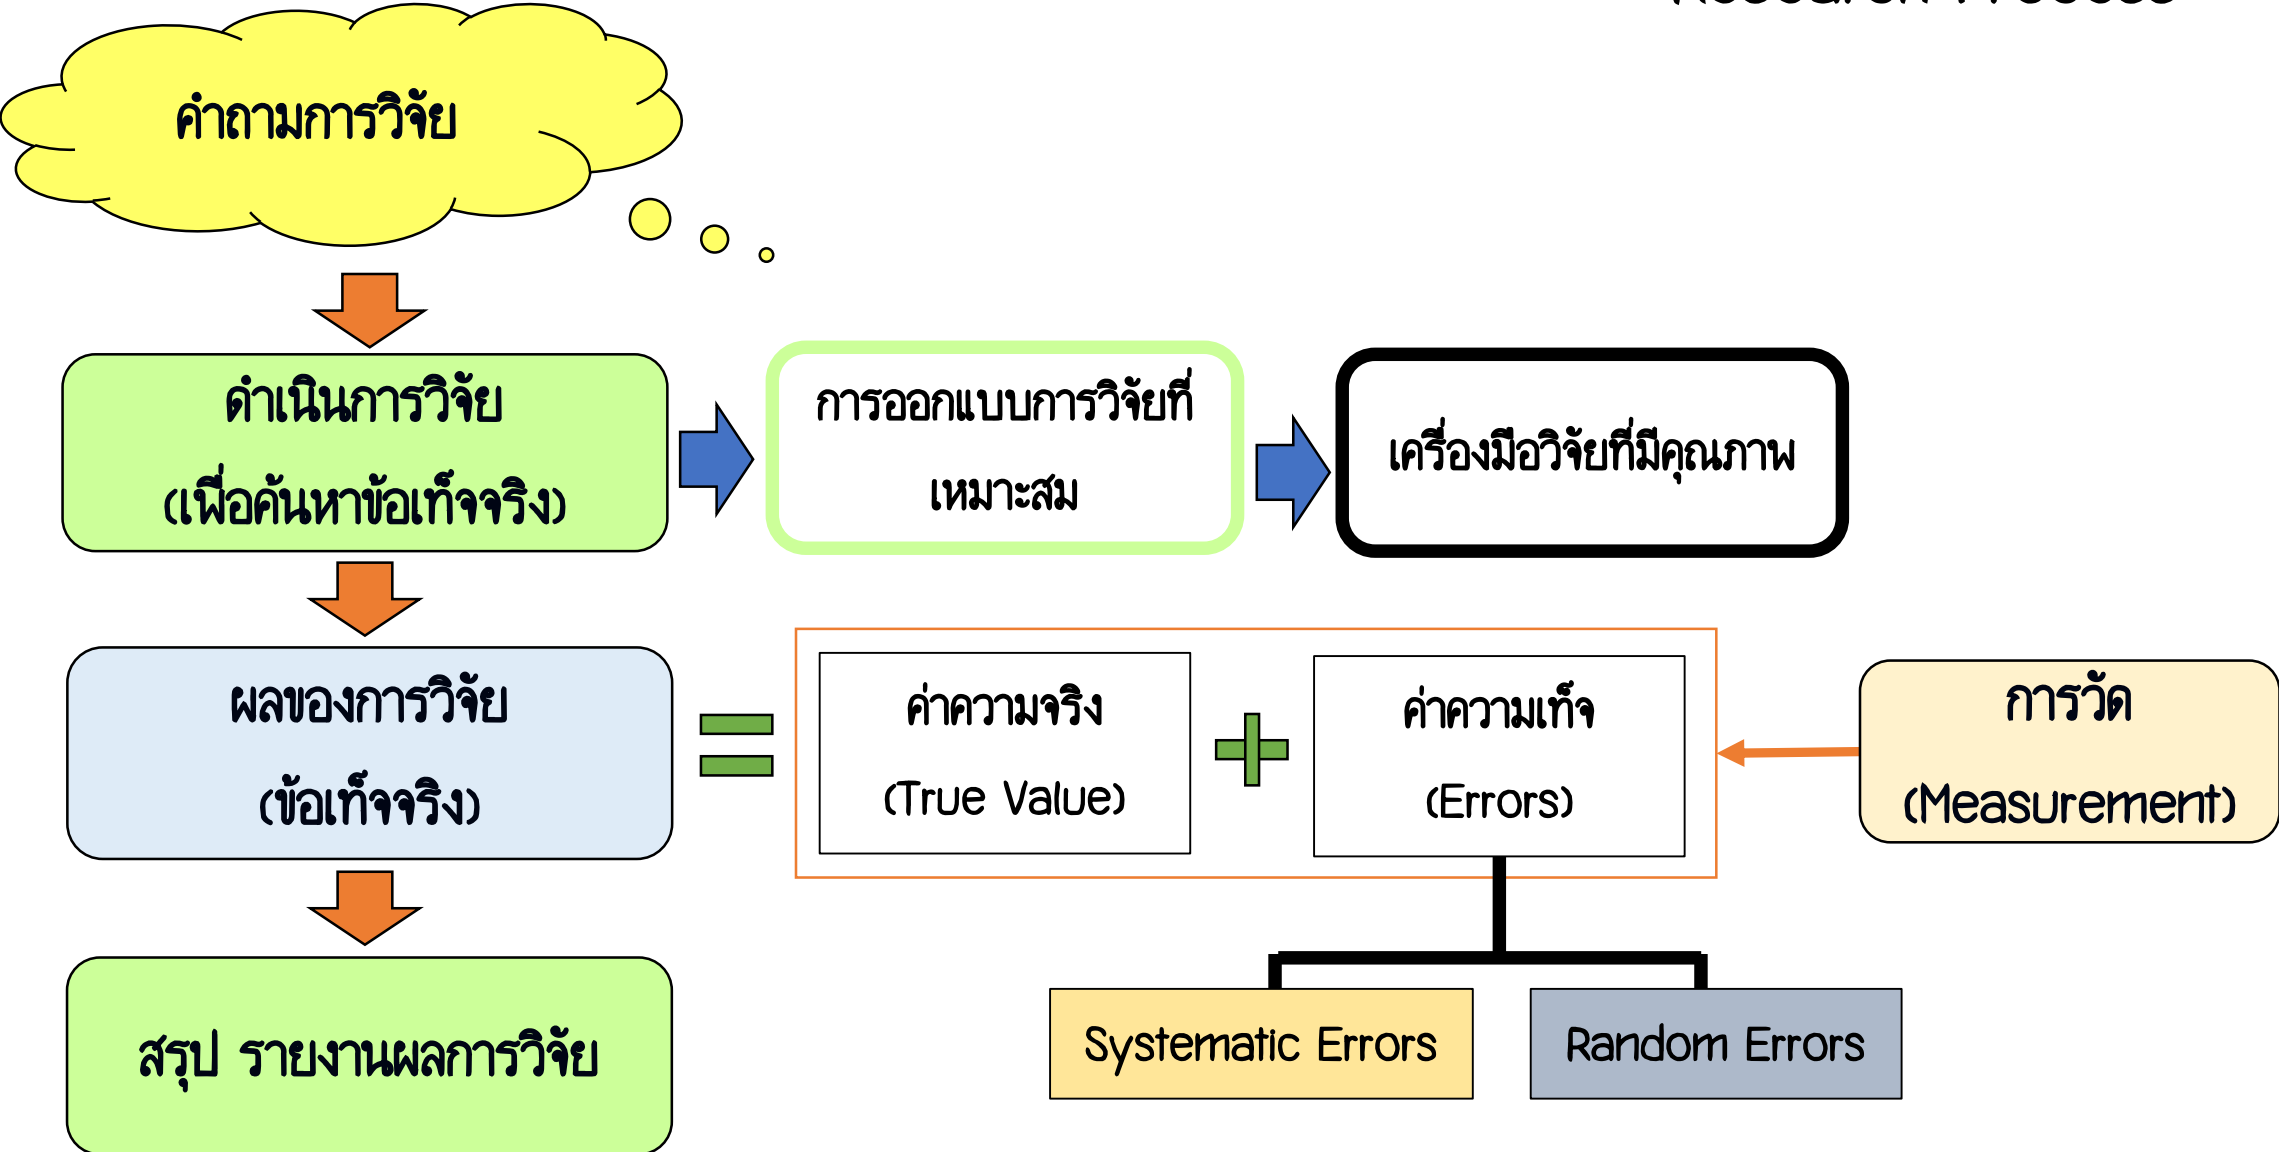 Research Process
คำถามการวิจัย
ดำเนินการวิจัย
(เพื่อค้นหาข้อเท็จจริง)
การออกแบบการวิจัยที่
เหมาะสม
เครื่องมือวิจัยที่มีคุณภาพ
ผลของการวิจัย
(ข้อเท็จจริง)
ค่าความจริง
(True Value)
ค่าความเท็จ
(Errors)
การวัด
(Measurement)
Systematic Errors
Random Errors
สรุป รายงานผลการวิจัย